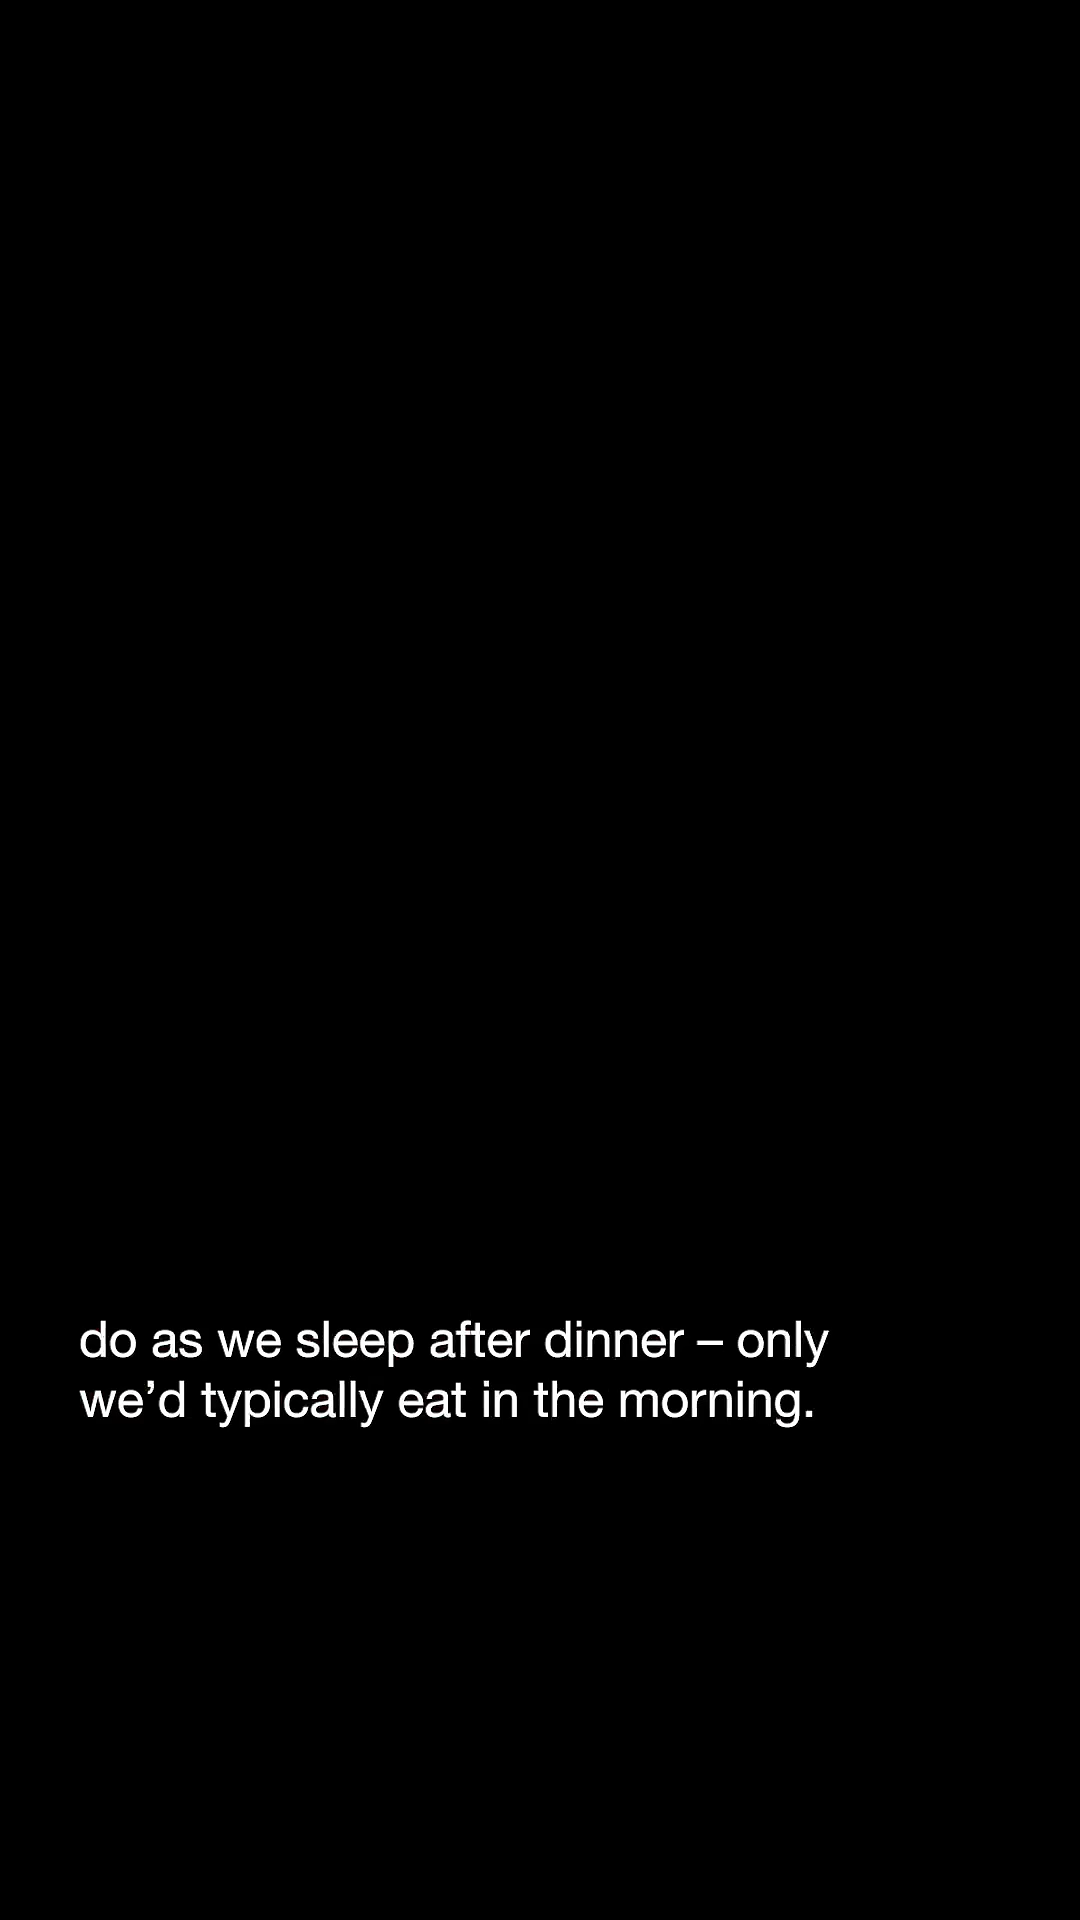 do as we sleep after dinner – only
we’d typically eat in the morning.